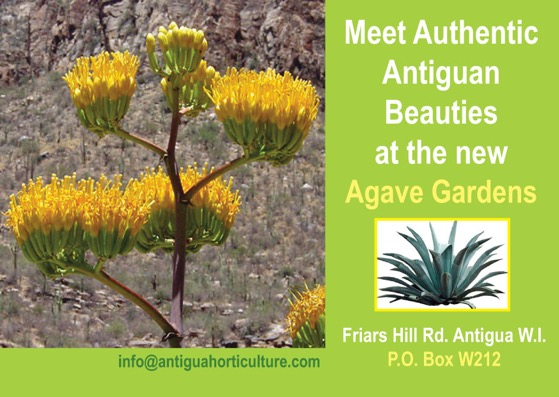 Meet Authentic
Antiguan
Beauties
at the new
Agave Gardens
Friars Hill Rd. Antigua W.I.
P.O. Box W212
info@antiguahorticulture.com